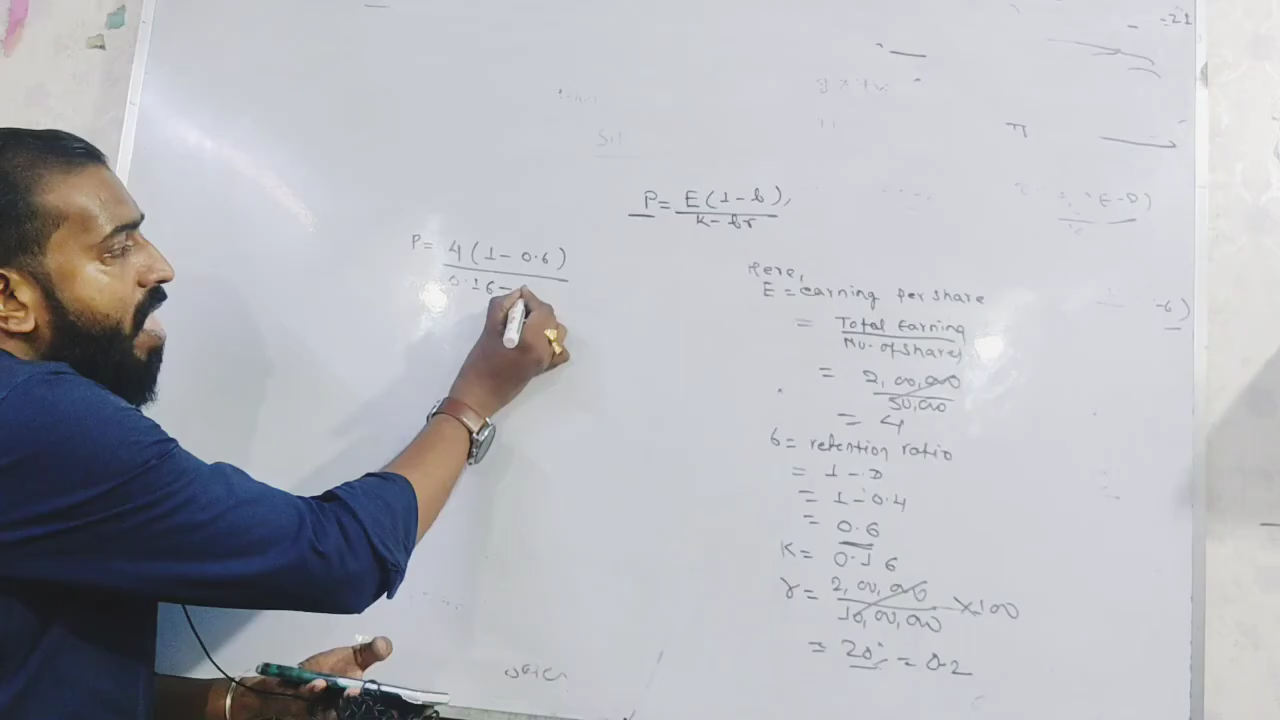 =21
P = E(1-b),
K-br
E-D)
P = 4(1-0.6)
0.16-
Here,
E = earning per share
= Total Earning
No. of Shares
-6)
= 2,00,000
50,000
= 4
b = retention ratio
= 1-D
= 1-0.4
= 0.6
K = 0.16
r = 2,00,000
10,00,000
×100
= 20% = 0.2